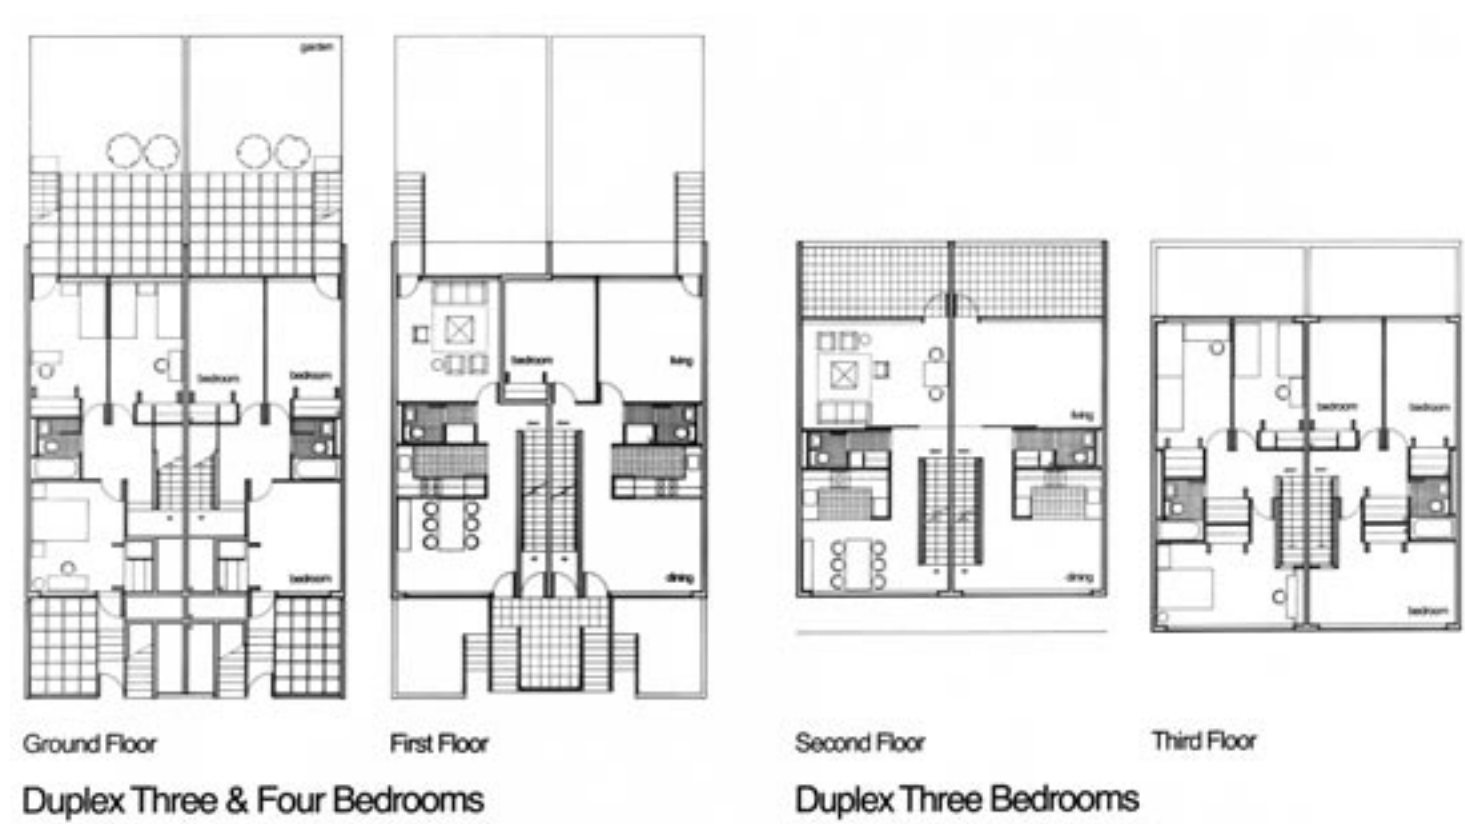 garden
bedroom
bedroom
bedroom
Ground Floor
bedroom
living
dining
First Floor
Duplex Three & Four Bedrooms
living
dining
Second Floor
bedroom
bedroom
bedroom
Third Floor
Duplex Three Bedrooms